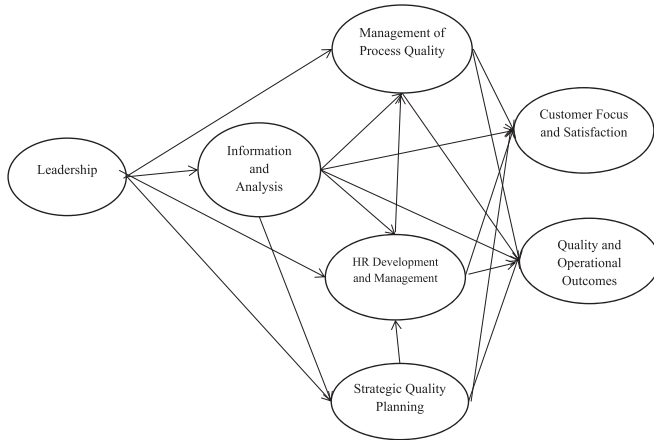 Management of
Process Quality
Customer Focus
and Satisfaction
Information
and
Analysis
Leadership
HR Development
and Management
Quality and
Operational
Outcomes
Strategic Quality
Planning